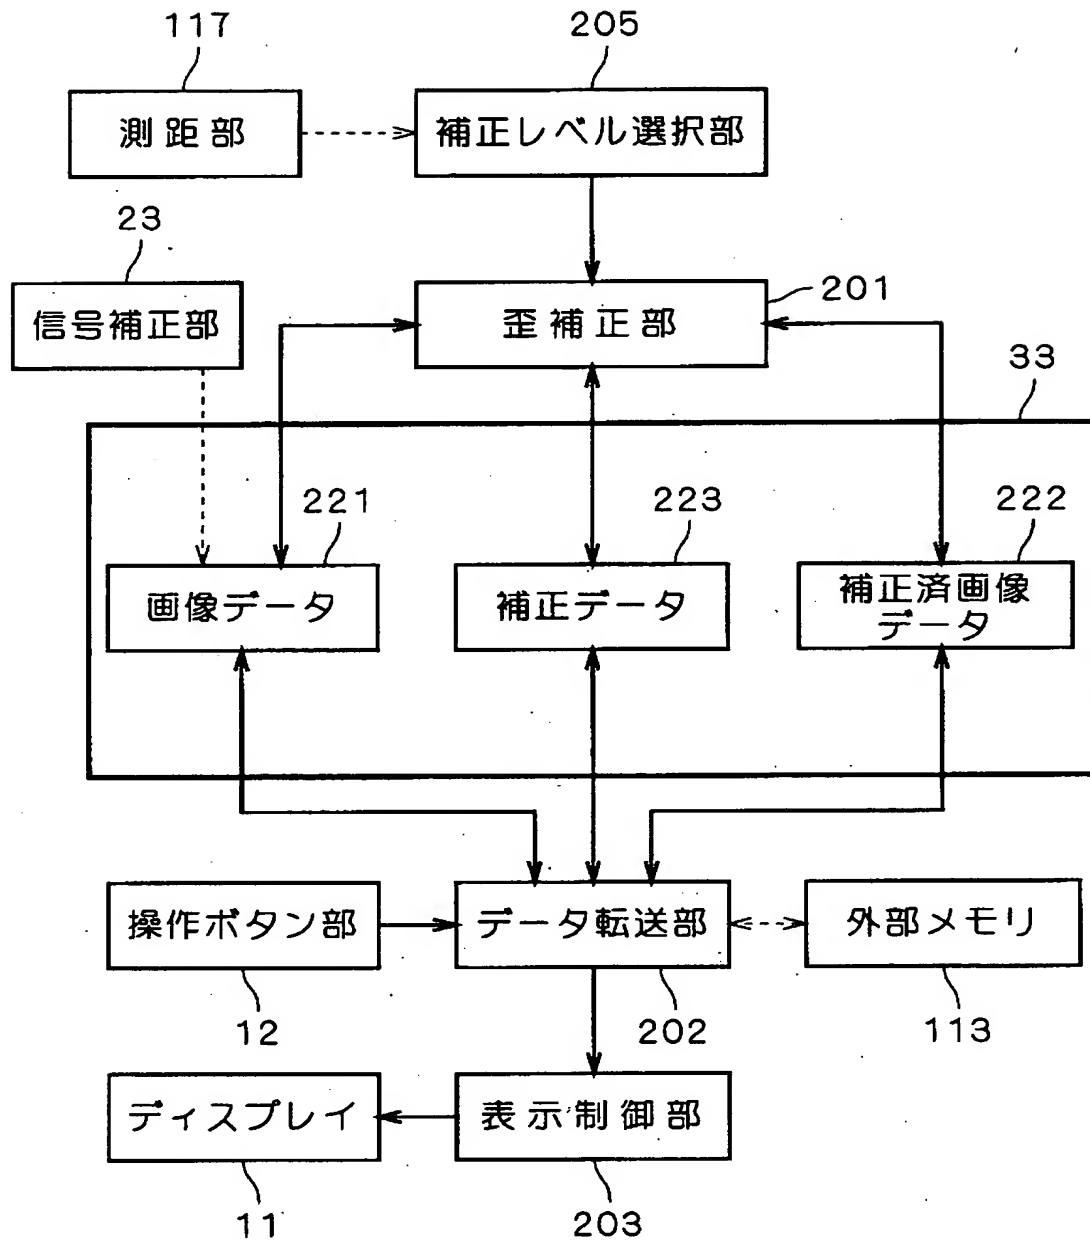 117
205
測距部
補正レベル選択部
23
信号補正部
201
歪補正部
33
221
223
222
画像データ
補正データ
補正済画像
データ
操作ボタン部
データ転送部
外部メモリ
12
202
113
ディスプレイ
表示制御部
11
203